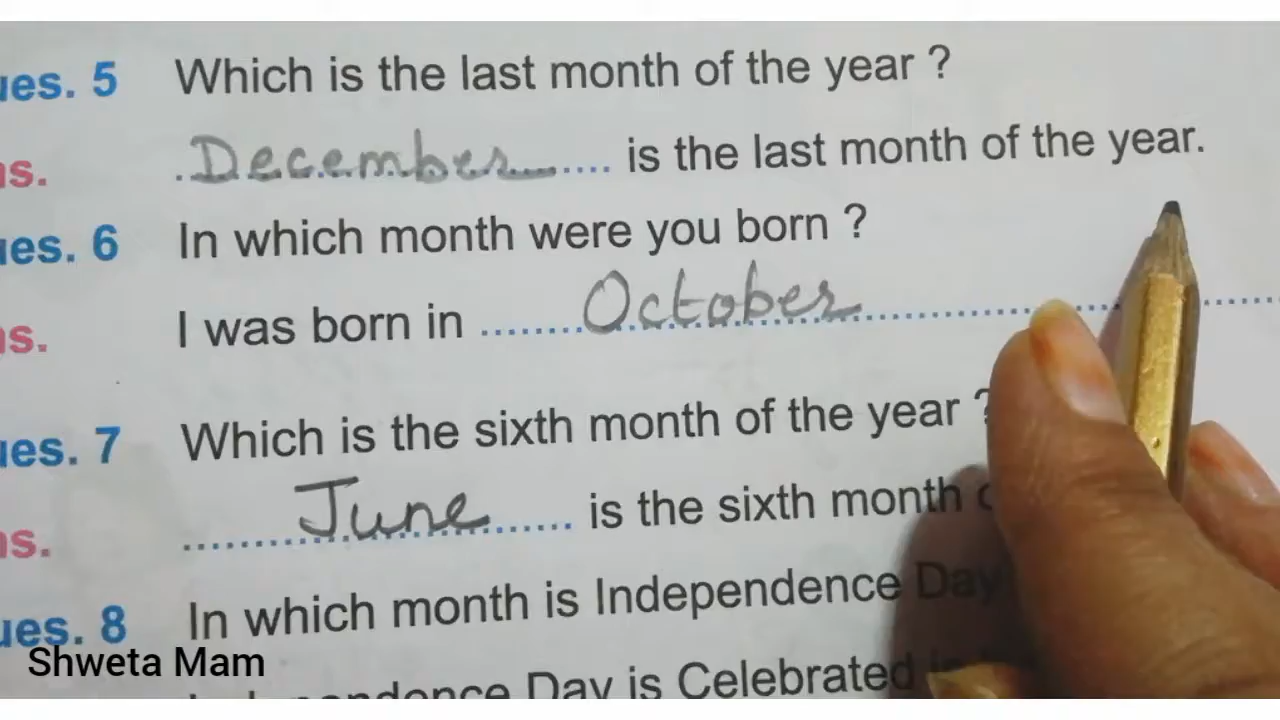 ues. 5 Which is the last month of the year ?
ns. December is the last month of the year.
ues. 6 In which month were you born ?
ns. I was born in October
ues. 7 Which is the sixth month of the year ?
ns. June is the sixth month
ues. 8 In which month is Independence Day
Shweta Mam
Independence Day is Celebrated